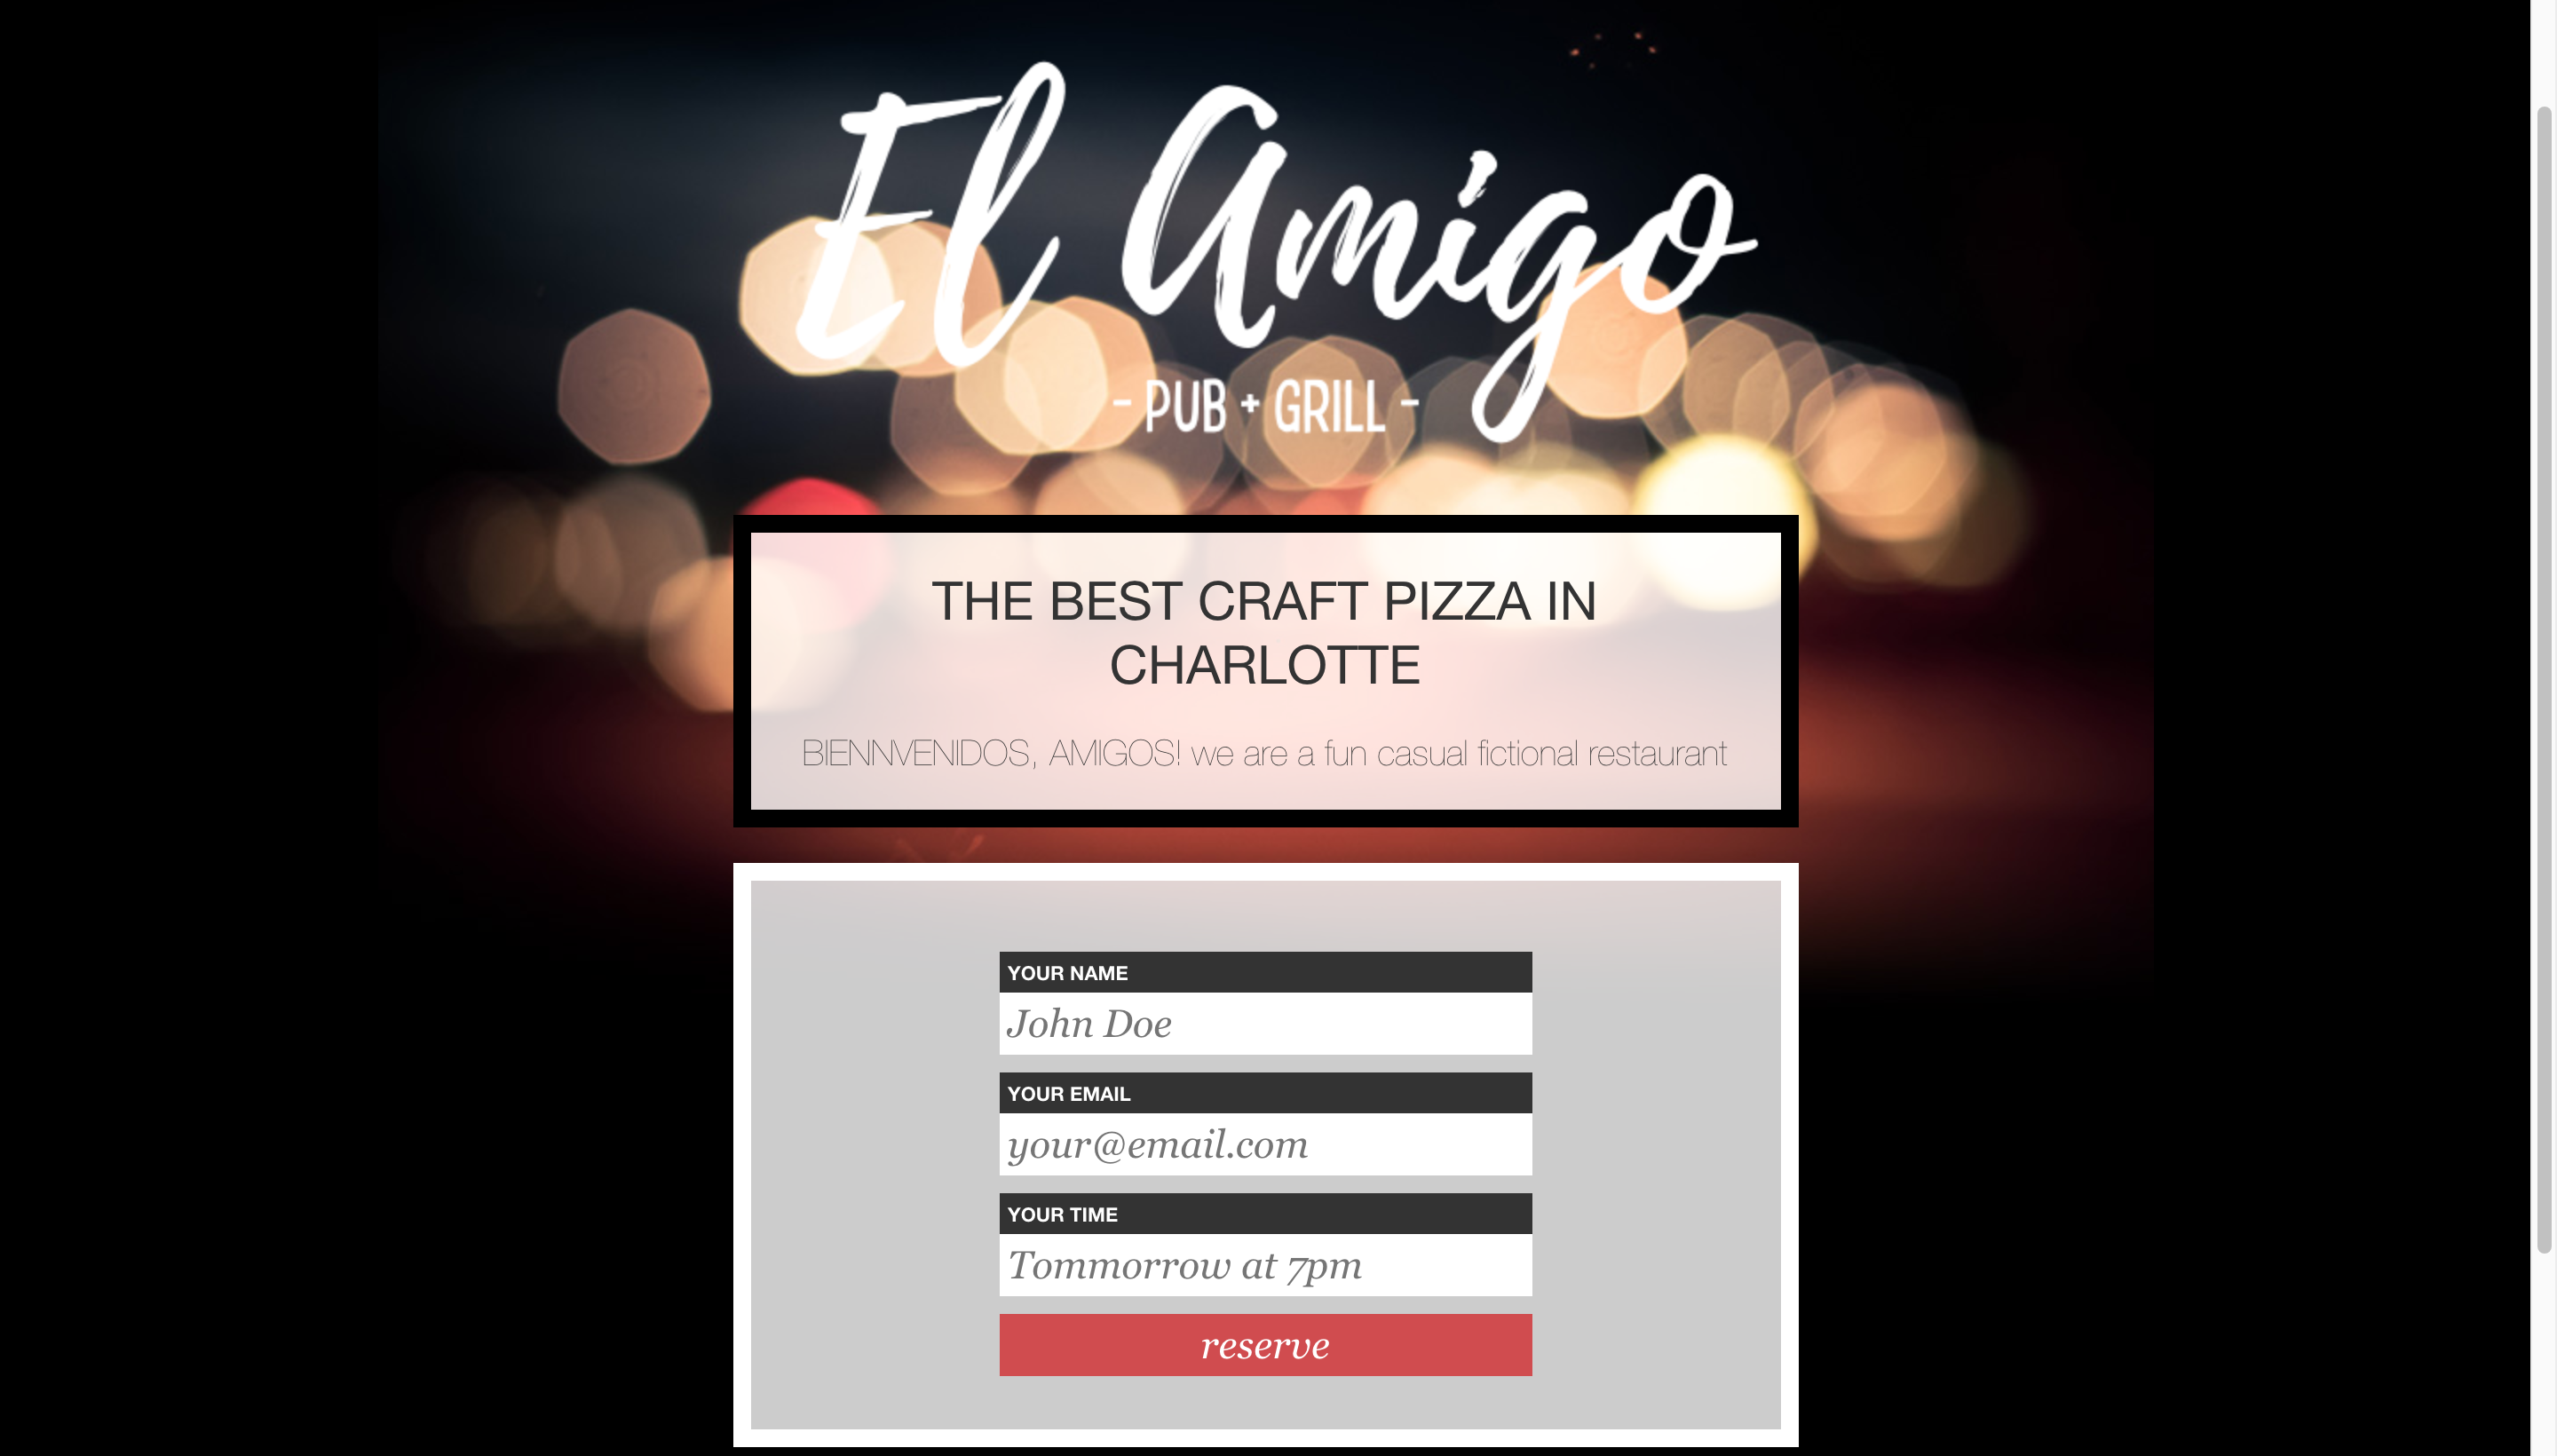 El Amigo
- PUB + GRILL -
THE BEST CRAFT PIZZA IN
CHARLOTTE
BIENNVENIDOS, AMIGOS! we are a fun casual fictional restaurant
YOUR NAME
John Doe
YOUR EMAIL
your@email.com
YOUR TIME
Tommorrow at 7pm
reserve